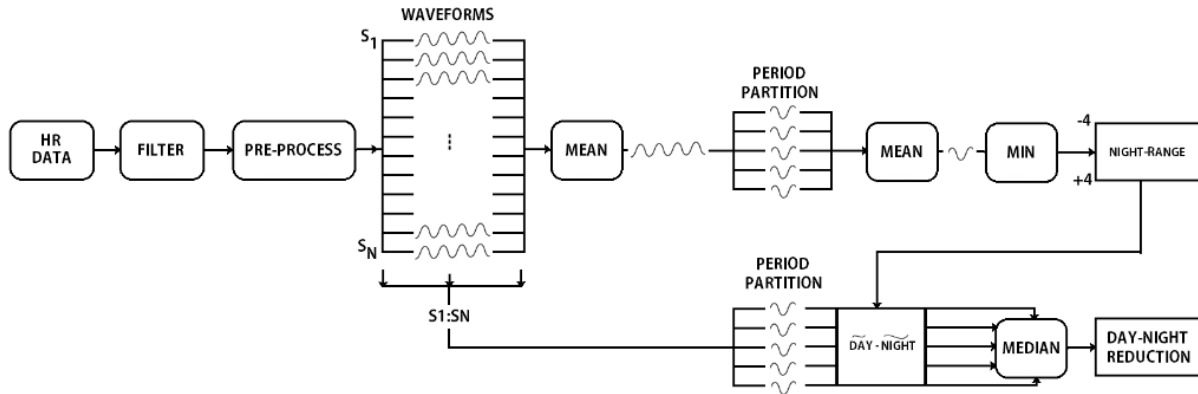 WAVEFORMS
S1
SN
HR
DATA
FILTER
PRE-PROCESS
MEAN
PERIOD
PARTITION
MEAN
MIN
-4
+4
NIGHT-RANGE
S1:SN
PERIOD
PARTITION
DAY - NIGHT
MEDIAN
DAY-NIGHT
REDUCTION